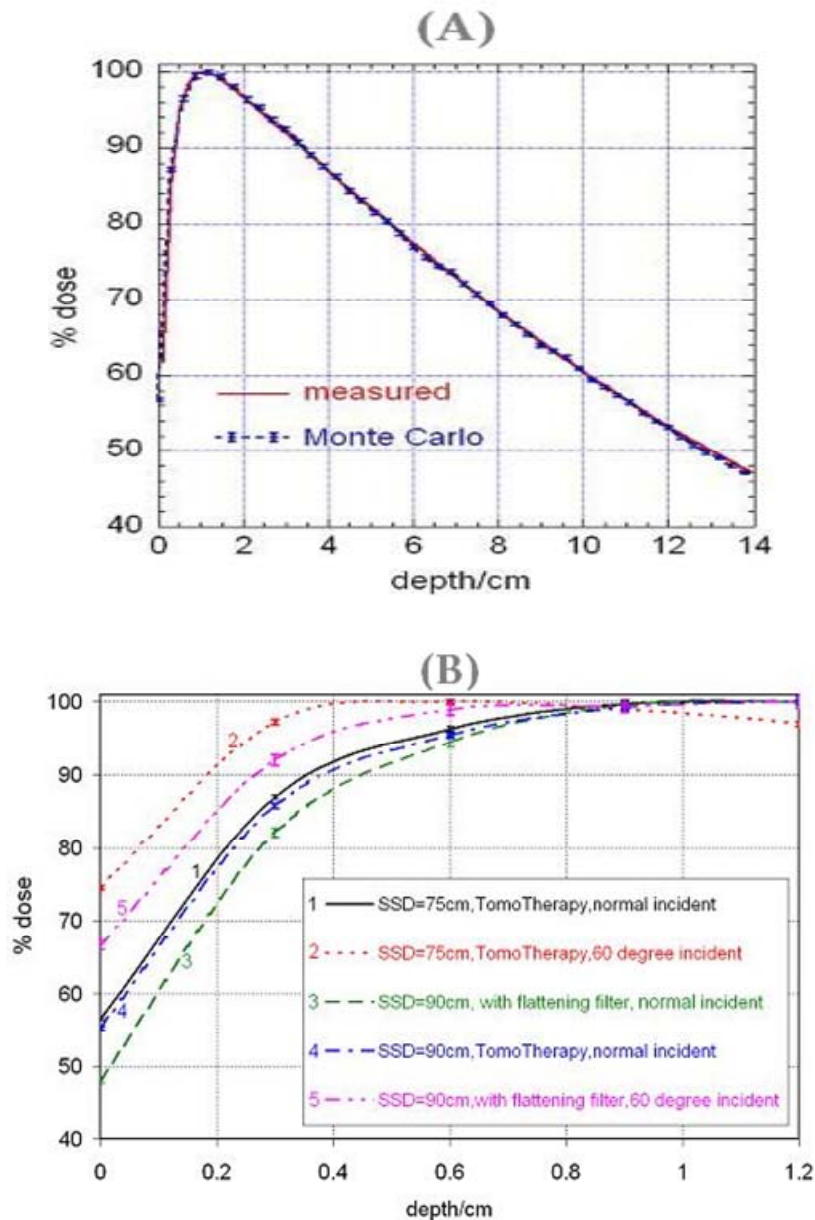 (A)
100
90
80
70
60
50
40
% dose
measured
Monte Carlo
0 2 4 6 8 10 12 14
depth/cm
(B)
100
90
80
70
60
50
40
% dose
2
1
5
3
4
1 SSD=75cm,TomoTherapy,normal incident
2 SSD=75cm,TomoTherapy,60 degree incident
3 SSD=90cm, with flattening filter, normal incident
4 SSD=90cm,TomoTherapy,normal incident
5 SSD=90cm,with flattening filter,60 degree incident
0 0.2 0.4 0.6 0.8 1 1.2
depth/cm